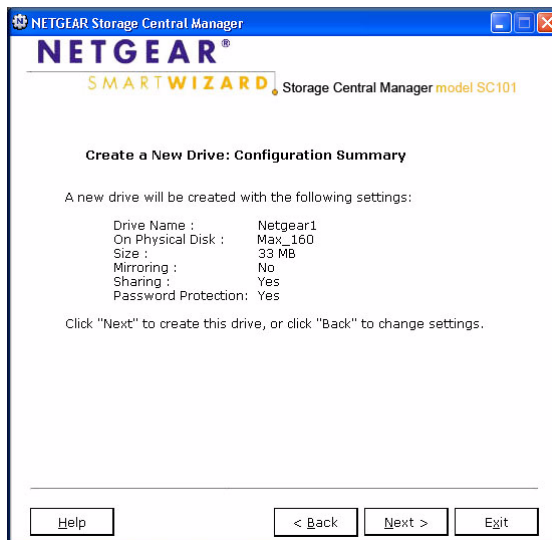 NETGEAR Storage Central Manager
NETGEAR®
SMARTWIZARD Storage Central Manager model SC101
Create a New Drive: Configuration Summary
A new drive will be created with the following settings:
Drive Name : Netgear1
On Physical Disk : Max_160
Size : 33 MB
Mirroring : No
Sharing : Yes
Password Protection: Yes
Click "Next" to create this drive, or click "Back" to change settings.
Help < Back Next > Exit